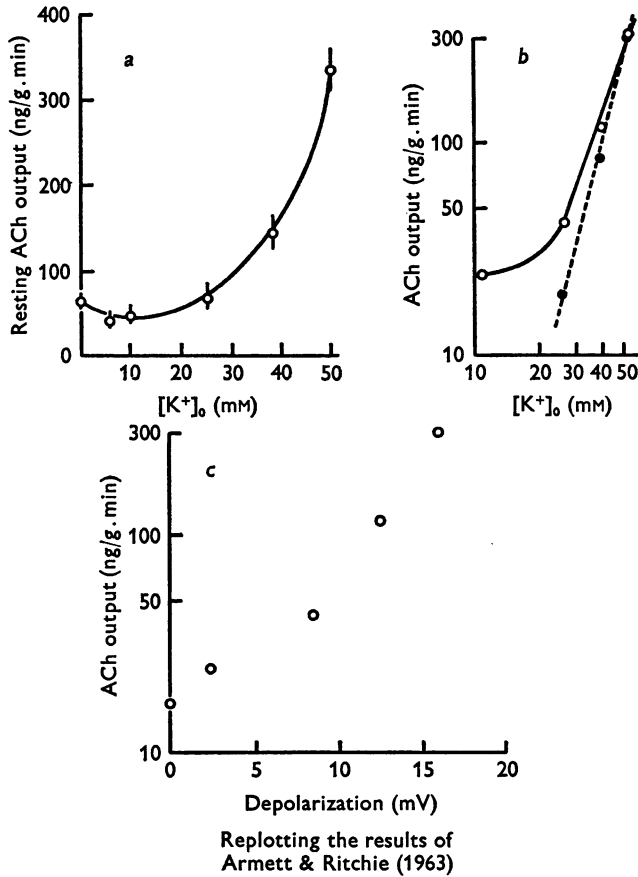 a
Resting ACh output (ng/g.min)
400
300
200
100
0
0
10
20
30
40
50
[K⁺]₀ (mM)
b
ACh output (ng/g.min)
300
100
50
10
10
20
30
40
50
[K⁺]₀ (mM)
c
ACh output (ng/g.min)
300
100
50
10
0
5
10
15
20
Depolarization (mV)
Replotting the results of
Armett & Ritchie (1963)